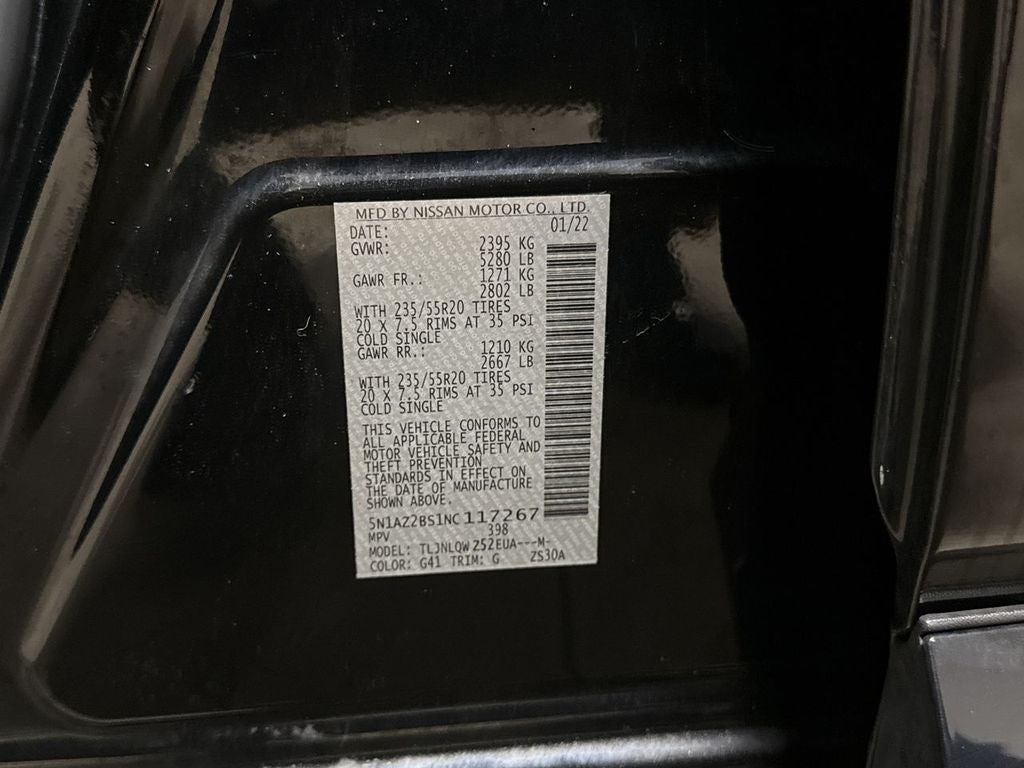 MFD BY NISSAN MOTOR CO., LTD.
DATE: 01/22
GVWR: 2395 KG
5280 LB
GAWR FR.: 1271 KG
2802 LB
WITH 235/55R20 TIRES
20 X 7.5 RIMS AT 35 PSI
COLD SINGLE
GAWR RR.: 1210 KG
2667 LB
WITH 235/55R20 TIRES
20 X 7.5 RIMS AT 35 PSI
COLD SINGLE
THIS VEHICLE CONFORMS TO
ALL APPLICABLE FEDERAL
MOTOR VEHICLE SAFETY AND
THEFT PREVENTION
STANDARDS IN EFFECT ON
THE DATE OF MANUFACTURE
SHOWN ABOVE.
5N1AZ2BS1NC117267
MPV 398
MODEL: TLJNLQW Z52EUA---M-
COLOR: G41 TRIM: G ZS30A